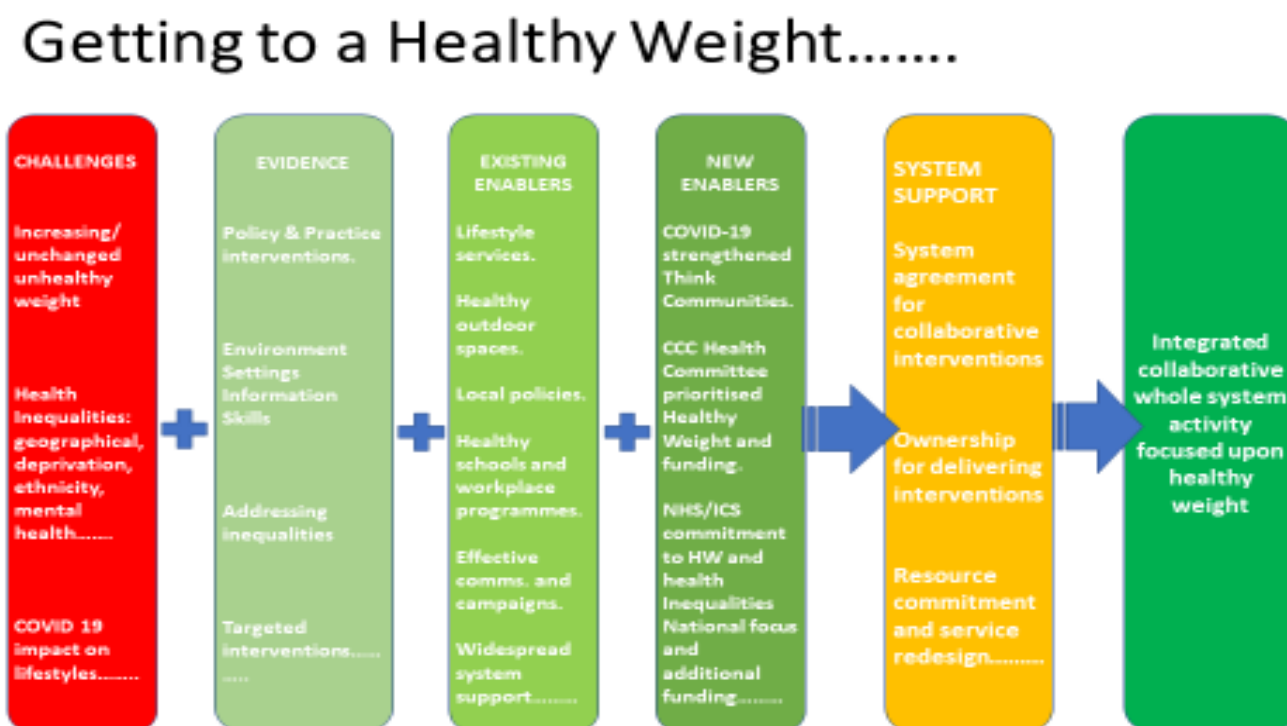 Getting to a Healthy Weight.......
CHALLENGES
Increasing/
unchanged
unhealthy
weight
Health
Inequalities:
geographical,
deprivation,
ethnicity,
mental
health.......
COVID 19
impact on
lifestyles........
EVIDENCE
Policy & Practice
interventions.
Environment
Settings
Information
Skills
Addressing
inequalities
Targeted
interventions......
.....
EXISTING
ENABLERS
Lifestyle
services.
Healthy
outdoor
spaces.
Local policies.
Healthy
schools and
workplace
programmes.
Effective
comms. and
campaigns.
Widespread
system
support.........
NEW
ENABLERS
COVID-19
strengthened
Think
Communities.
CCC Health
Committee
prioritised
Healthy
Weight and
funding.
NHS/ICS
commitment
to HW and
health
Inequalities
National focus
and
additional
funding.........
SYSTEM
SUPPORT
System
agreement
for
collaborative
interventions
Ownership
for delivering
interventions
Resource
commitment
and service
redesign..........
Integrated
collaborative
whole system
activity
focused upon
healthy
weight